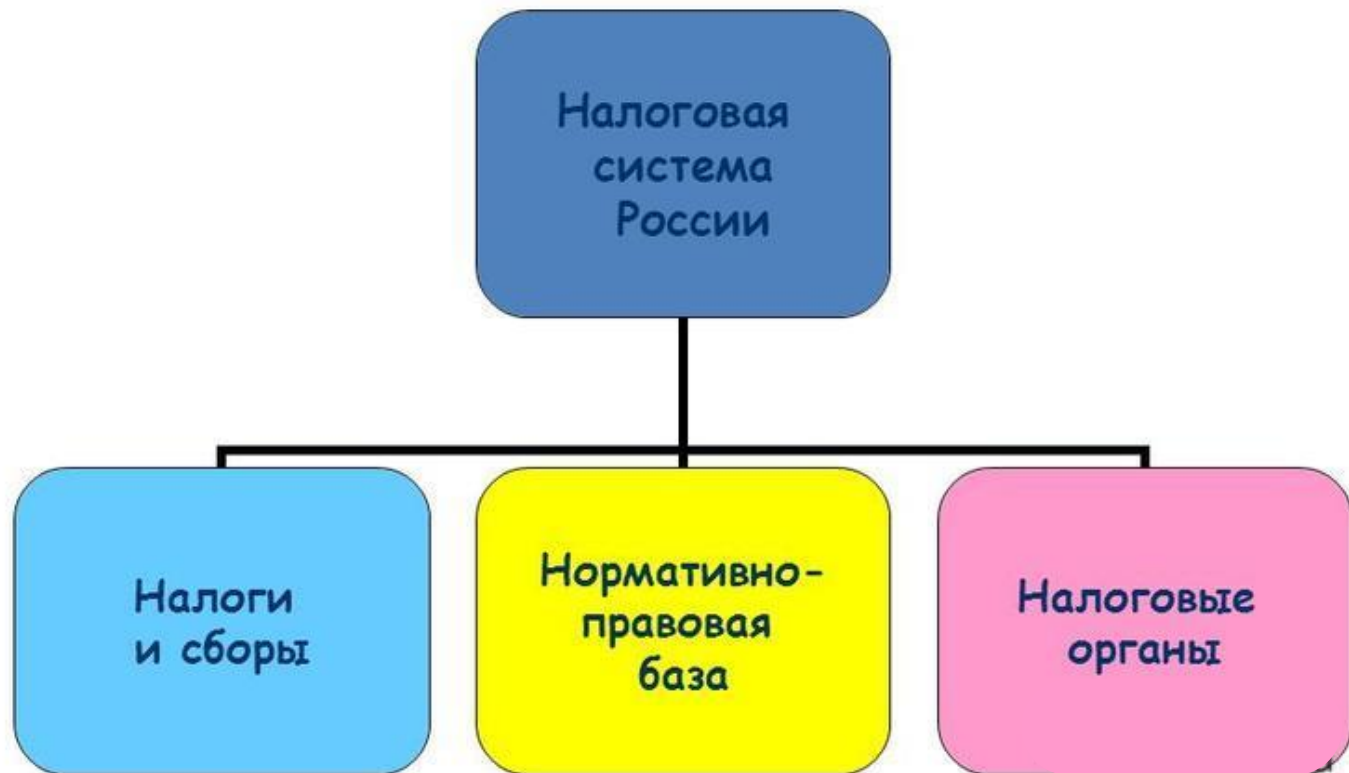 Налоговая
система
России
Налоги
и сборы
Нормативно-
правовая
база
Налоговые
органы